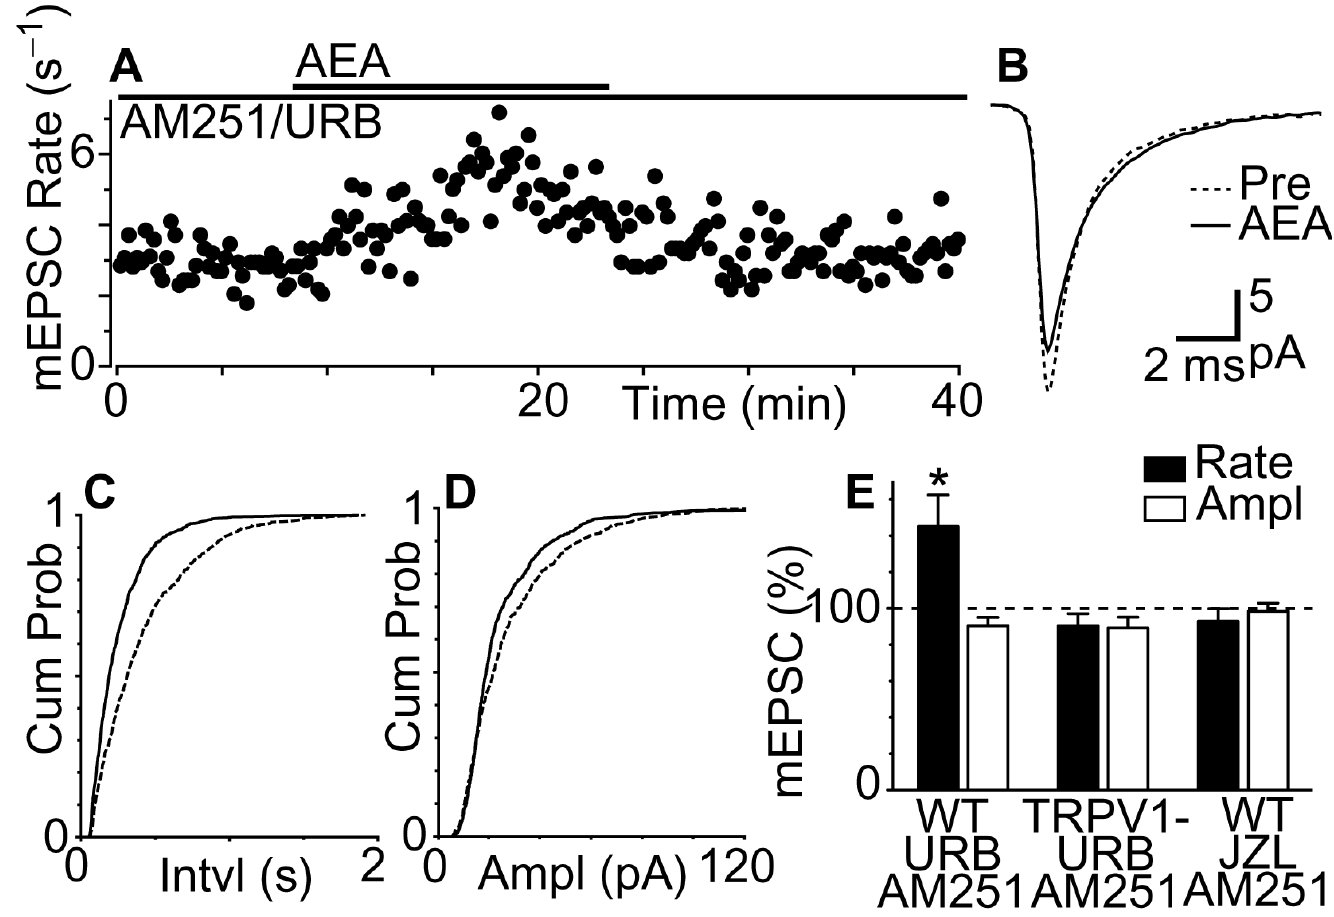 A
AEA
AM251/URB
mEPSC Rate (s⁻¹)
6
0
0
20
Time (min)
40
B
Pre
AEA
5
pA
2 ms
C
1
Cum Prob
0
0
Intvl (s)
2
D
1
Cum Prob
0
0
Ampl (pA)
120
E
*
Rate
Ampl
mEPSC (%)
100
0
WT
URB
AM251
TRPV1-
URB
AM251
WT
JZL
AM251